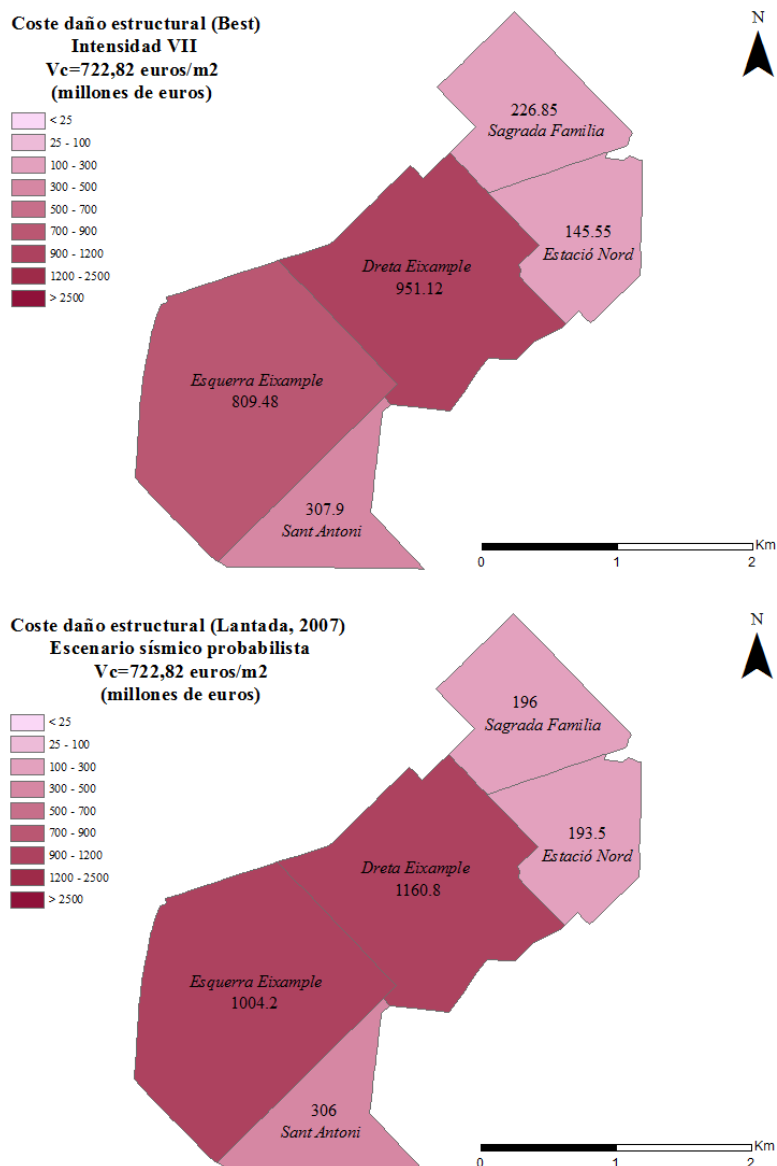 Coste daño estructural (Best)
Intensidad VII
Vc=722,82 euros/m2
(millones de euros)
< 25
25 - 100
100 - 300
300 - 500
500 - 700
700 - 900
900 - 1200
1200 - 2500
> 2500
N
226.85
Sagrada Familia
145.55
Estació Nord
Dreta Eixample
951.12
Esquerra Eixample
809.48
307.9
Sant Antoni
Km
0 1 2
Coste daño estructural (Lantada, 2007)
Escenario sísmico probabilista
Vc=722,82 euros/m2
(millones de euros)
< 25
25 - 100
100 - 300
300 - 500
500 - 700
700 - 900
900 - 1200
1200 - 2500
> 2500
N
196
Sagrada Familia
193.5
Estació Nord
Dreta Eixample
1160.8
Esquerra Eixample
1004.2
306
Sant Antoni
Km
0 1 2